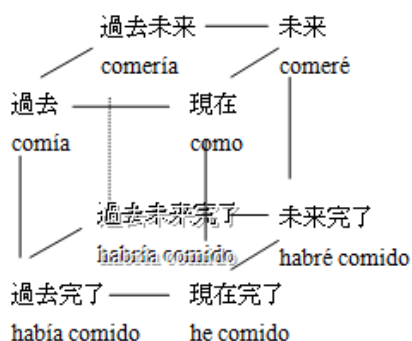 過去未来 未来
comería comeré
過去 現在
comía como
過去未来完了 未来完了
habría comido habré comido
過去完了 現在完了
había comido he comido